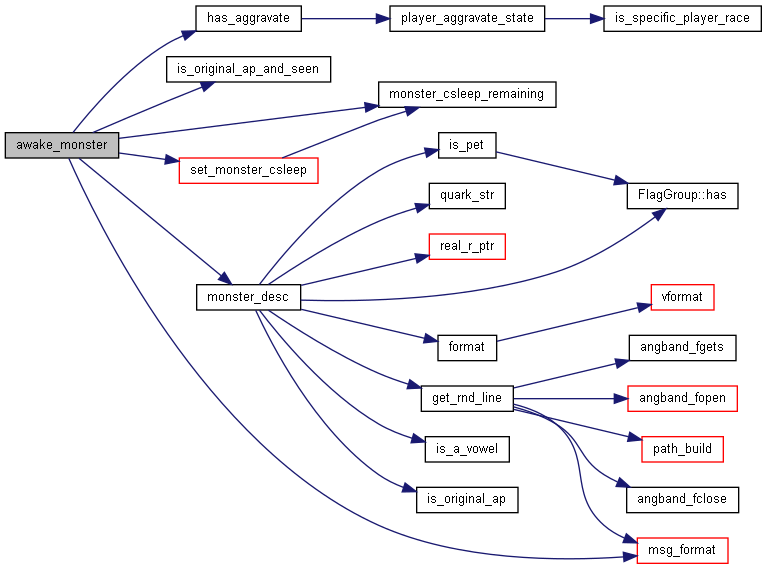 has_aggravate
player_aggravate_state
is_specific_player_race
is_original_ap_and_seen
monster_csleep_remaining
awake_monster
set_monster_csleep
is_pet
quark_str
FlagGroup::has
real_r_ptr
monster_desc
vformat
format
angband_fgets
get_rnd_line
angband_fopen
is_a_vowel
path_build
is_original_ap
angband_fclose
msg_format